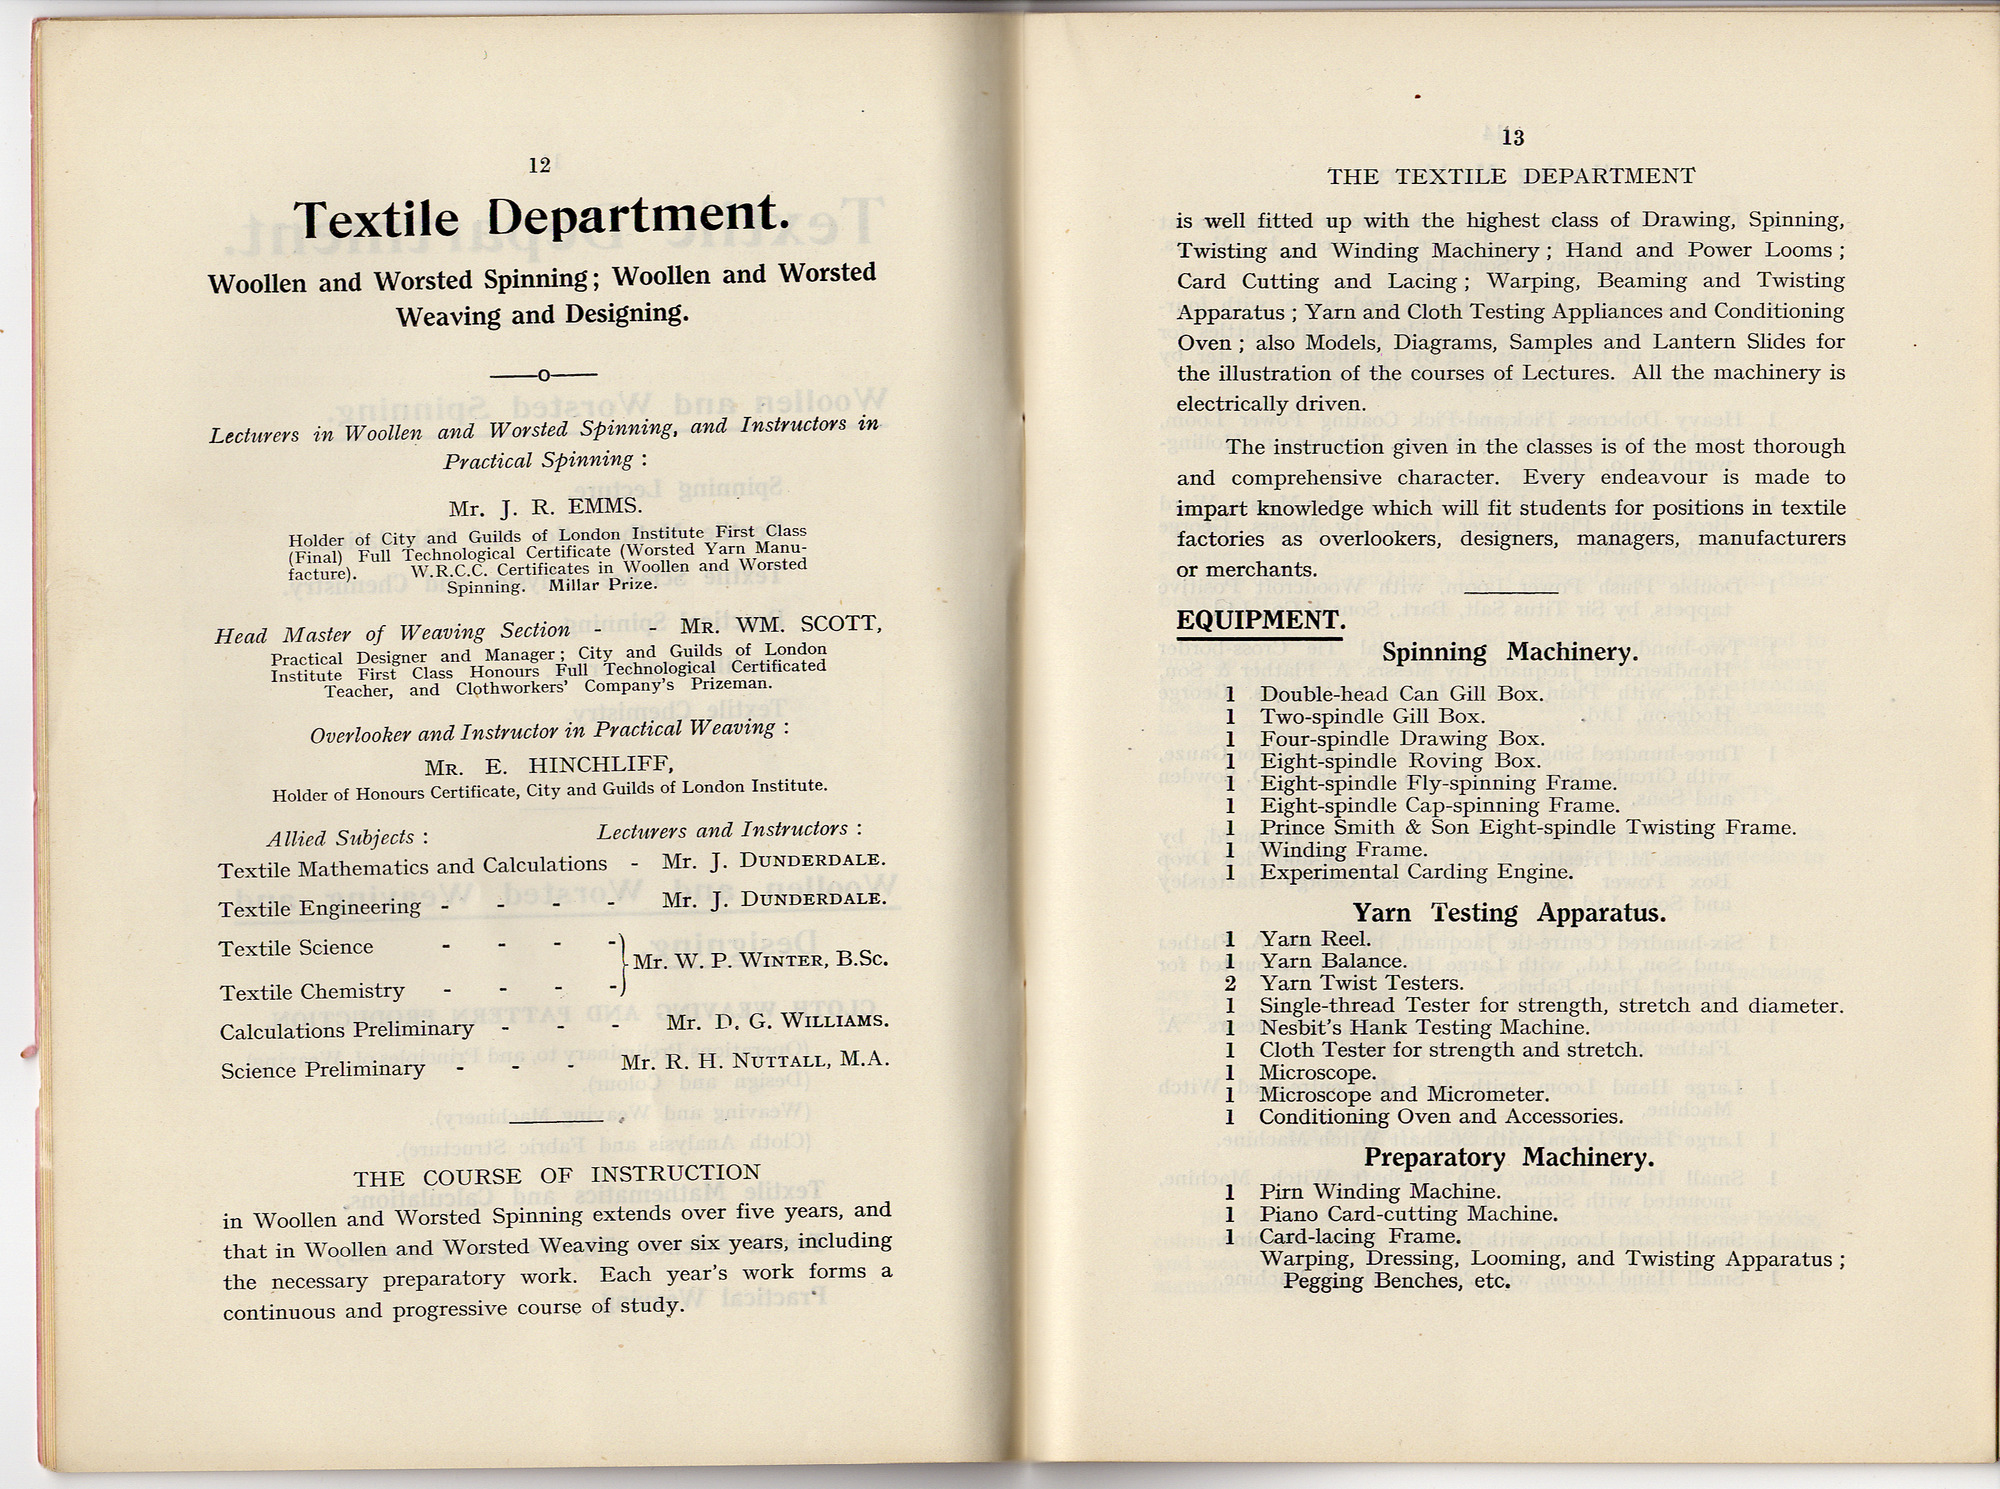 12
Textile Department.
Woollen and Worsted Spinning; Woollen and Worsted
Weaving and Designing.
Lecturers in Woollen and Worsted Spinning, and Instructors in
Practical Spinning :
Mr. J. R. EMMS.
Holder of City and Guilds of London Institute First Class
(Final) Full Technological Certificate (Worsted Yarn Manu-
facture). W.R.C.C. Certificates in Woollen and Worsted
Spinning. Millar Prize.
Head Master of Weaving Section - - MR. WM. SCOTT,
Practical Designer and Manager; City and Guilds of London
Institute First Class Honours Full Technological Certificated
Teacher, and Clothworkers' Company's Prizeman.
Overlooker and Instructor in Practical Weaving :
MR. E. HINCHLIFF,
Holder of Honours Certificate, City and Guilds of London Institute.
Allied Subjects : Lecturers and Instructors :
Textile Mathematics and Calculations - Mr. J. DUNDERDALE.
Textile Engineering - - - - Mr. J. DUNDERDALE.
Textile Science - - - -
Mr. W. P. WINTER, B.Sc.
Textile Chemistry - - - -
Calculations Preliminary - - - Mr. D. G. WILLIAMS.
Science Preliminary - - - Mr. R. H. NUTTALL, M.A.
THE COURSE OF INSTRUCTION
in Woollen and Worsted Spinning extends over five years, and
that in Woollen and Worsted Weaving over six years, including
the necessary preparatory work. Each year's work forms a
continuous and progressive course of study.
13
THE TEXTILE DEPARTMENT
is well fitted up with the highest class of Drawing, Spinning,
Twisting and Winding Machinery ; Hand and Power Looms ;
Card Cutting and Lacing ; Warping, Beaming and Twisting
Apparatus ; Yarn and Cloth Testing Appliances and Conditioning
Oven ; also Models, Diagrams, Samples and Lantern Slides for
the illustration of the courses of Lectures. All the machinery is
electrically driven.
The instruction given in the classes is of the most thorough
and comprehensive character. Every endeavour is made to
impart knowledge which will fit students for positions in textile
factories as overlookers, designers, managers, manufacturers
or merchants.
EQUIPMENT.
Spinning Machinery.
1 Double-head Can Gill Box.
1 Two-spindle Gill Box.
1 Four-spindle Drawing Box.
1 Eight-spindle Roving Box.
1 Eight-spindle Fly-spinning Frame.
1 Eight-spindle Cap-spinning Frame.
1 Prince Smith & Son Eight-spindle Twisting Frame.
1 Winding Frame.
1 Experimental Carding Engine.
Yarn Testing Apparatus.
1 Yarn Reel.
1 Yarn Balance.
2 Yarn Twist Testers.
1 Single-thread Tester for strength, stretch and diameter.
1 Nesbit's Hank Testing Machine.
1 Cloth Tester for strength and stretch.
1 Microscope.
1 Microscope and Micrometer.
1 Conditioning Oven and Accessories.
Preparatory Machinery.
1 Pirn Winding Machine.
1 Piano Card-cutting Machine.
1 Card-lacing Frame.
Warping, Dressing, Looming, and Twisting Apparatus ;
Pegging Benches, etc.